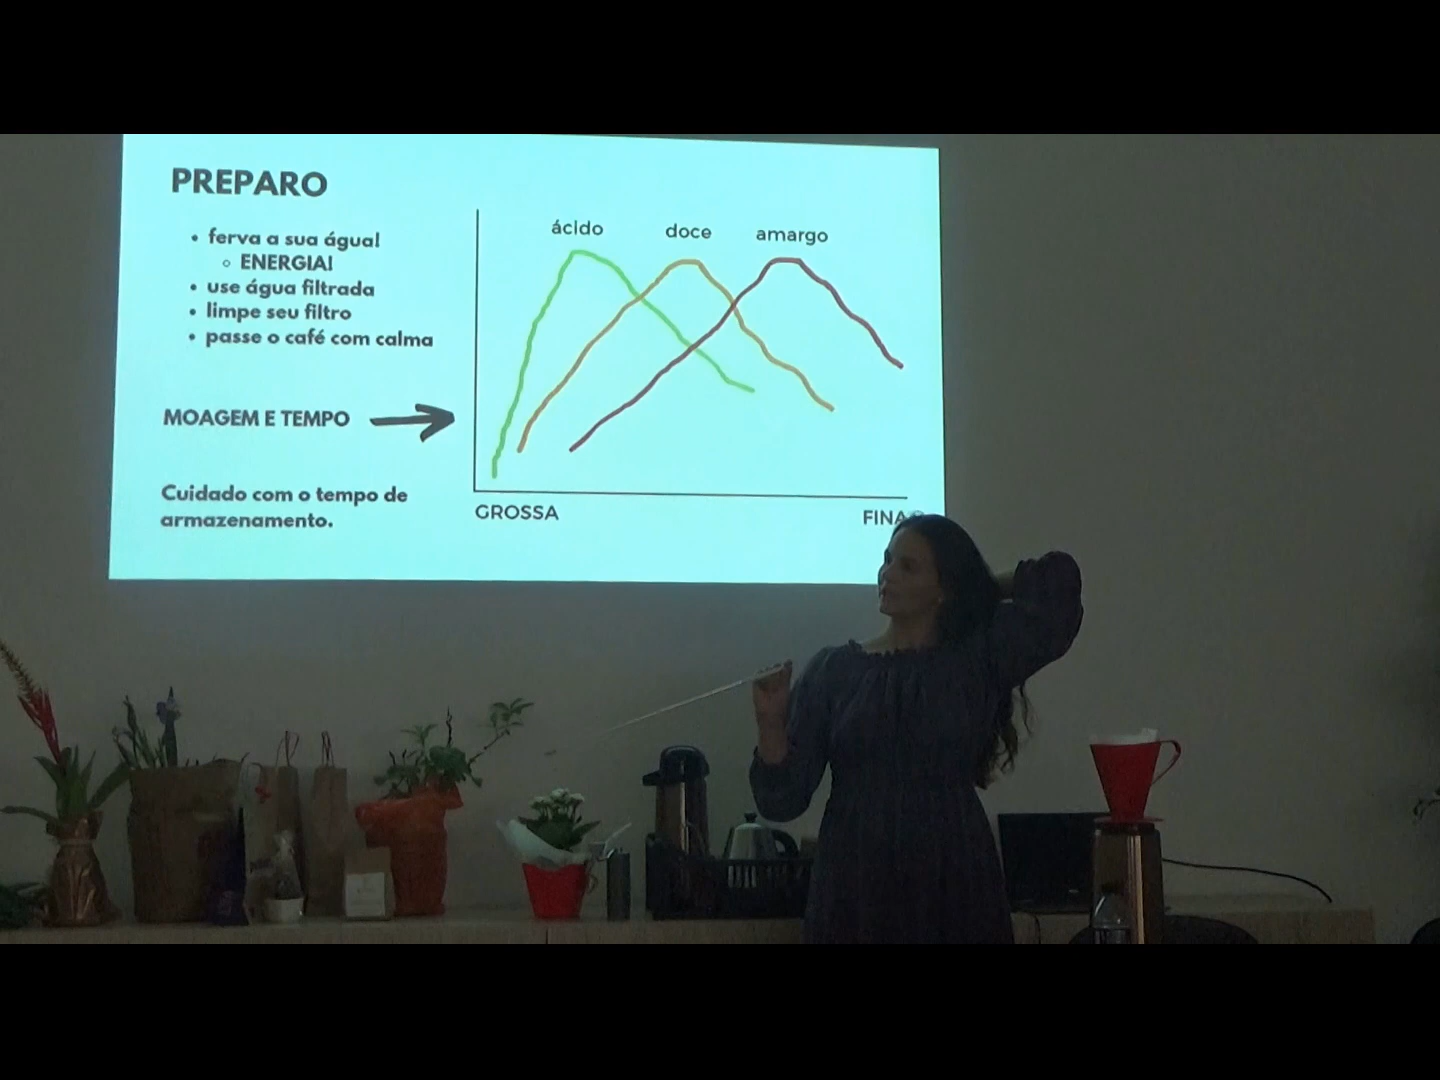 PREPARO
• ferva a sua água!
○ ENERGIA!
• use água filtrada
• limpe seu filtro
• passe o café com calma
MOAGEM E TEMPO
Cuidado com o tempo de
armazenamento.
ácido doce amargo
GROSSA FINA